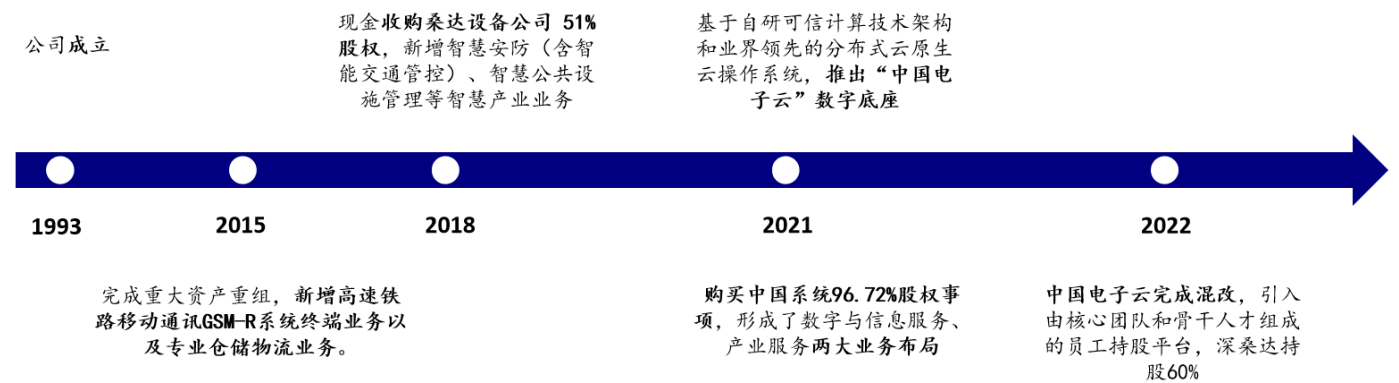 公司成立
现金收购桑达设备公司 51%
股权，新增智慧安防（含智
能交通管控）、智慧公共设
施管理等智慧产业业务
基于自研可信计算技术架构
和业界领先的分布式云原生
云操作系统，推出“中国电
子云”数字底座
1993
2015
2018
2021
2022
完成重大资产重组，新增高速铁
路移动通讯GSM-R系统终端业务以
及专业仓储物流业务。
购买中国系统96.72%股权事
项，形成了数字与信息服务、
产业服务两大业务布局
中国电子云完成混改，引入
由核心团队和骨干人才组成
的员工持股平台，深桑达持
股60%